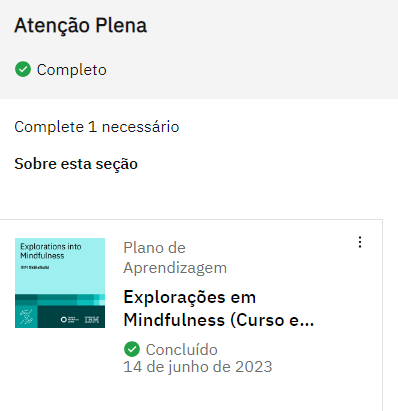 Atenção Plena
Completo
Complete 1 necessário
Sobre esta seção
Explorations into
Mindfulness
IBM SkillsBuild
IBM
Plano de
Aprendizagem
Explorações em
Mindfulness (Curso e...
Concluído
14 de junho de 2023